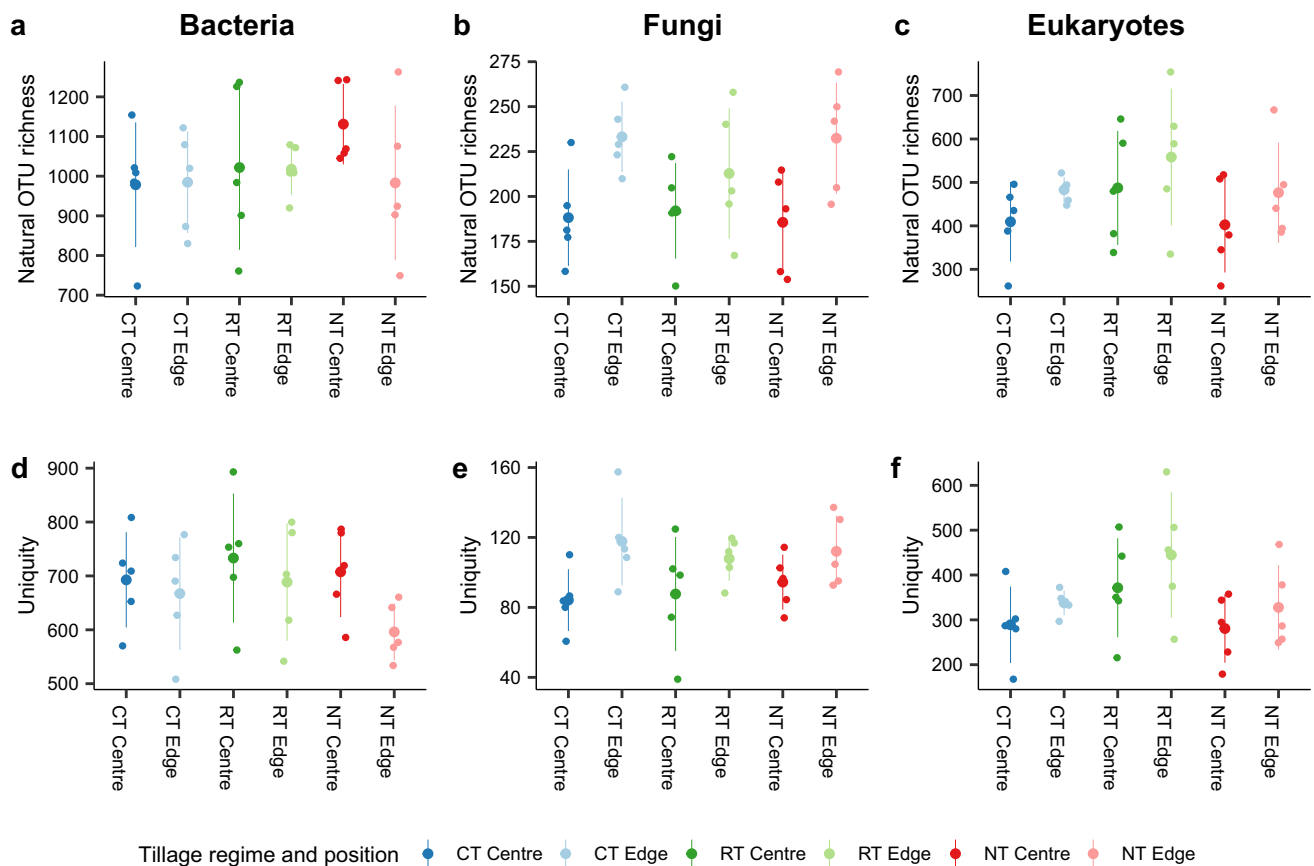 a Bacteria b Fungi c Eukaryotes
Natural OTU richness
1200
1100
1000
900
800
700
CT Centre
CT Edge
RT Centre
RT Edge
NT Centre
NT Edge
Natural OTU richness
275
250
225
200
175
150
CT Centre
CT Edge
RT Centre
RT Edge
NT Centre
NT Edge
Natural OTU richness
700
600
500
400
300
CT Centre
CT Edge
RT Centre
RT Edge
NT Centre
NT Edge
d
Uniquity
900
800
700
600
500
CT Centre
CT Edge
RT Centre
RT Edge
NT Centre
NT Edge
e
Uniquity
160
120
80
40
CT Centre
CT Edge
RT Centre
RT Edge
NT Centre
NT Edge
f
Uniquity
600
500
400
300
200
CT Centre
CT Edge
RT Centre
RT Edge
NT Centre
NT Edge
Tillage regime and position CT Centre CT Edge RT Centre RT Edge NT Centre NT Edge